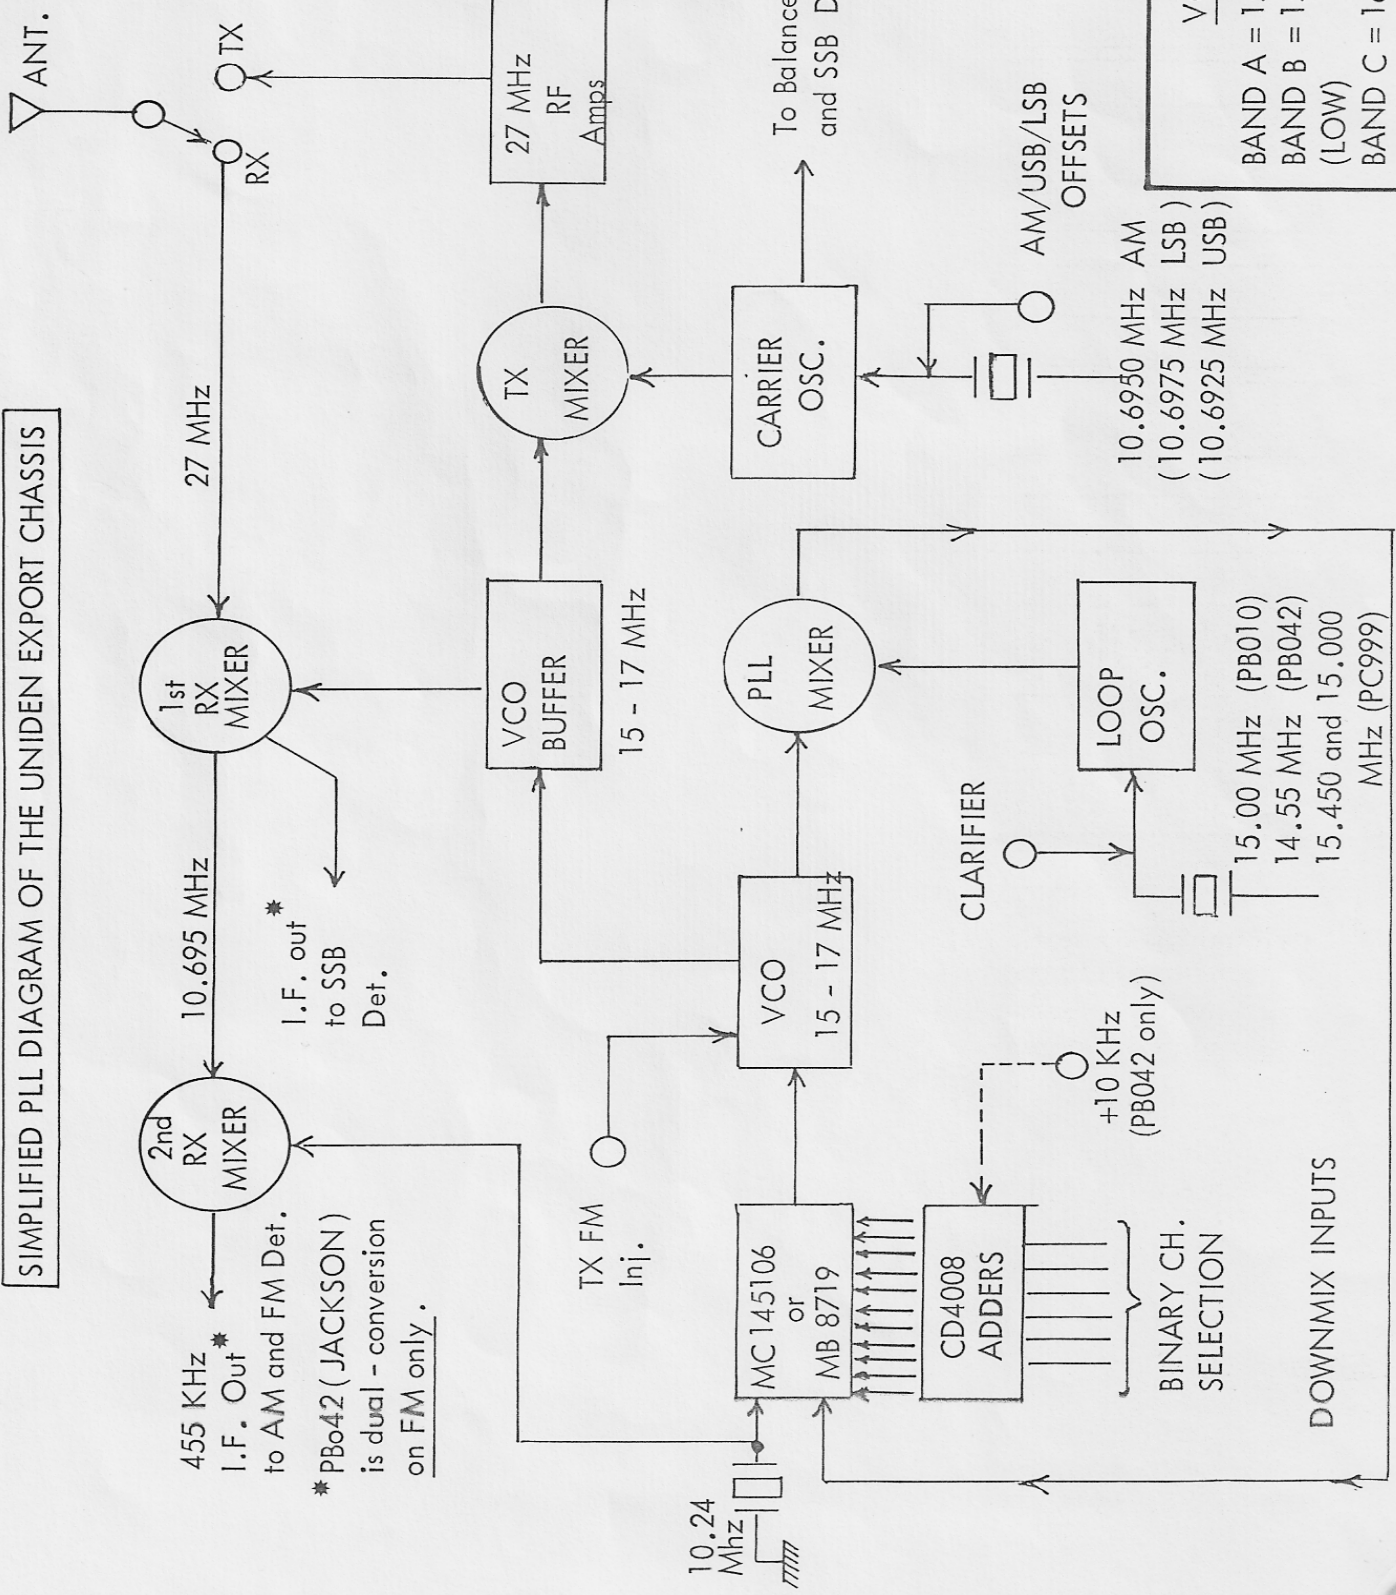 SIMPLIFIED PLL DIAGRAM OF THE UNIDEN EXPORT CHASSIS
455 KHz
I.F. Out*
to AM and FM Det.
*PBo42 ( JACKSON )
is dual - conversion
on FM only.
2nd
RX
MIXER
10.695 MHz
I.F. out*
to SSB
Det.
1st
RX
MIXER
27 MHz
RX
TX
ANT.
TX FM
Inj.
VCO
BUFFER
15 - 17 MHz
TX
MIXER
27 MHz
RF
Amps
10.24
Mhz
MC145106
or
MB 8719
VCO
15 - 17 MHz
PLL
MIXER
CARRIER
OSC.
To Balance
and SSB D
CD4008
ADDERS
+10 KHz
(PB042 only)
CLARIFIER
LOOP
OSC.
AM/USB/LSB
OFFSETS
BINARY CH.
SELECTION
15.00 MHz (PB010)
14.55 MHz (PB042)
15.450 and 15.000
MHz (PC999)
10.6950 MHz AM
(10.6975 MHz LSB )
(10.6925 MHz USB )
DOWNMIX INPUTS
V
BAND A = 1
BAND B = 1
(LOW)
BAND C = 16